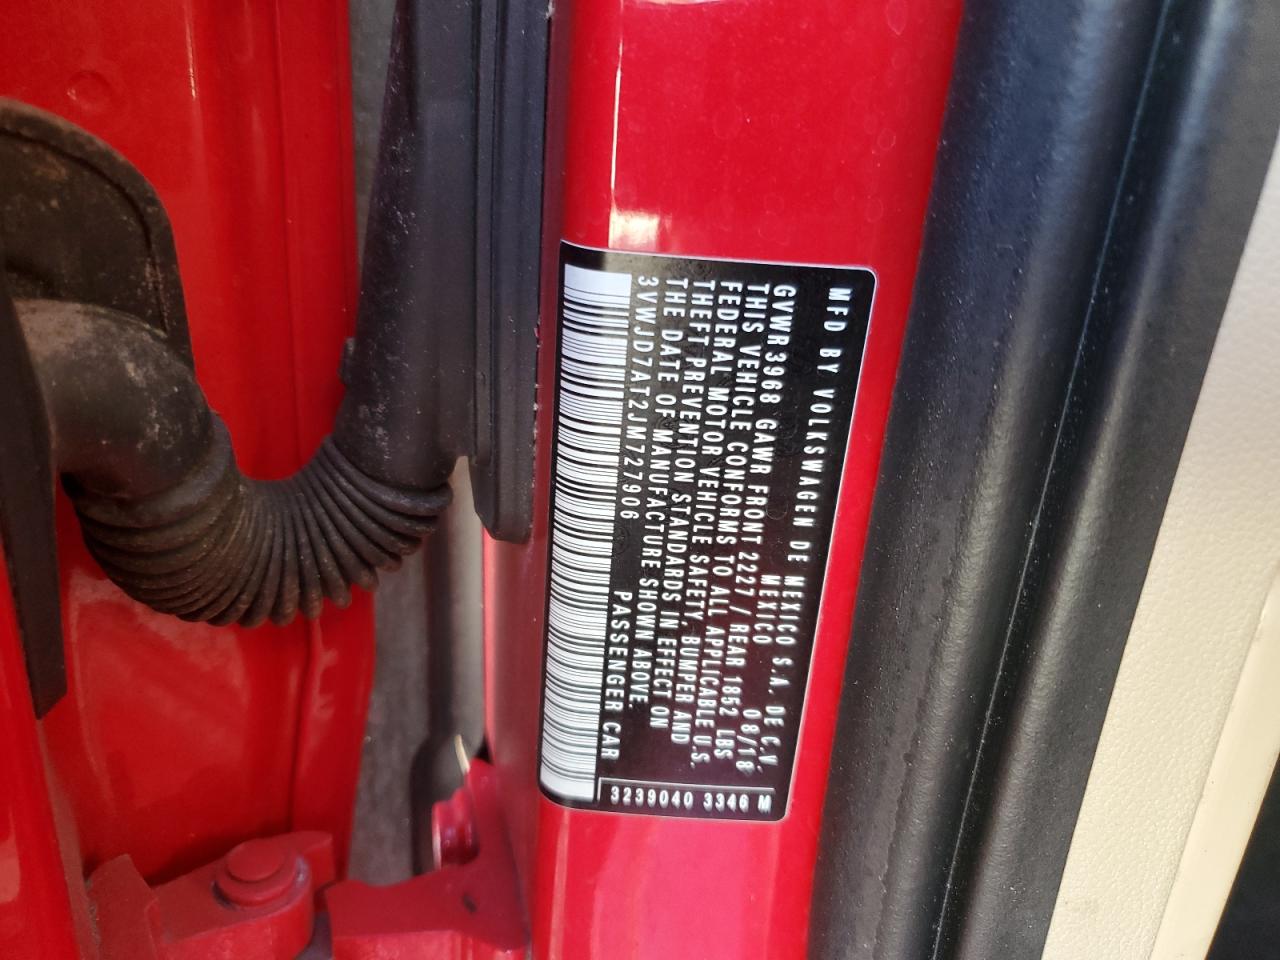 MFD BY VOLKSWAGEN DE MEXICO S.A. DE C.V.
MEXICO 08/18
GVWR 3968 GAWR FRONT 2227 / REAR 1852 LBS
THIS VEHICLE CONFORMS TO ALL APPLICABLE U.S.
FEDERAL MOTOR VEHICLE SAFETY, BUMPER AND
THEFT PREVENTION STANDARDS IN EFFECT ON
THE DATE OF MANUFACTURE SHOWN ABOVE.
3VWJD7AT2JM727906 PASSENGER CAR
3239040 3346 M